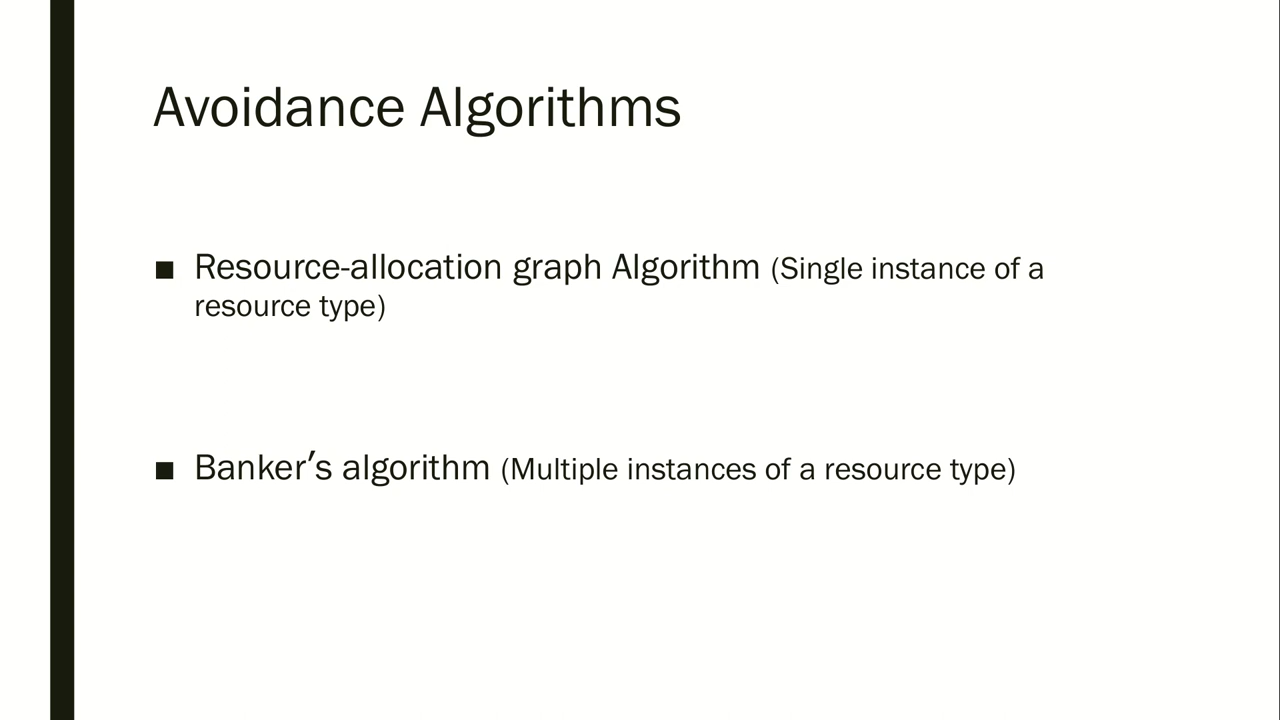 Avoidance Algorithms
■ Resource-allocation graph Algorithm (Single instance of a
resource type)
■ Banker′s algorithm (Multiple instances of a resource type)